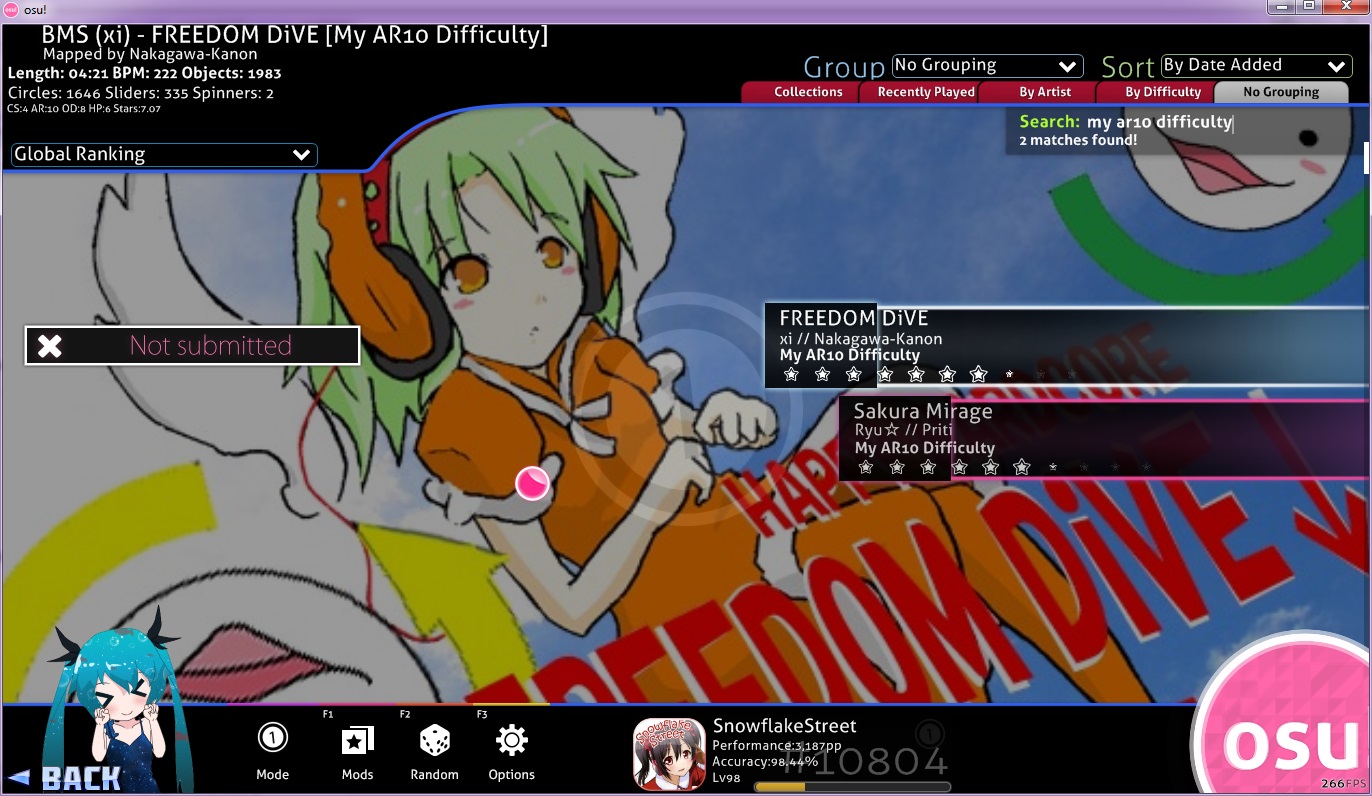 osu!
BMS (xi) - FREEDOM DiVE [My AR10 Difficulty]
Mapped by Nakagawa-Kanon
Length: 04:21 BPM: 222 Objects: 1983
Circles: 1646 Sliders: 335 Spinners: 2
CS:4 AR:10 OD:8 HP:6 Stars:7.07
Group No Grouping Sort By Date Added
Collections Recently Played By Artist By Difficulty No Grouping
Search: my ar10 difficulty
2 matches found!
Global Ranking
Not submitted
FREEDOM DiVE
xi // Nakagawa-Kanon
My AR10 Difficulty
Sakura Mirage
Ryu☆ // Priti
My AR10 Difficulty
FREEDOM DiVE↓
BACK
Mode
F1
Mods
F2
Random
F3
Options
Snowflake
Street
SnowflakeStreet
Performance:3,187pp
Accuracy:98.44%
Lv98
#10804
osu
266FPS